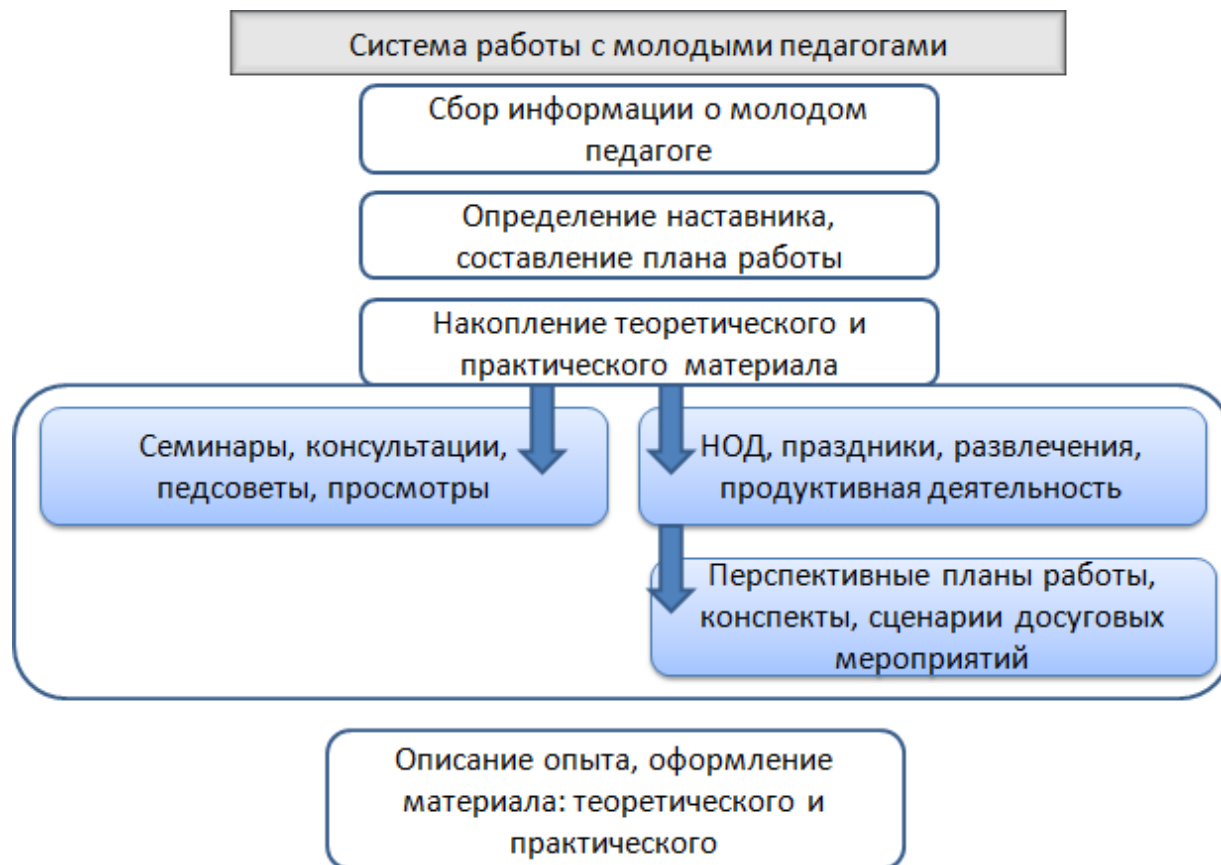 Система работы с молодыми педагогами
Сбор информации о молодом
педагоге
Определение наставника,
составление плана работы
Накопление теоретического и
практического материала
Семинары, консультации,
педсоветы, просмотры
НОД, праздники, развлечения,
продуктивная деятельность
Перспективные планы работы,
конспекты, сценарии досуговых
мероприятий
Описание опыта, оформление
материала: теоретического и
практического